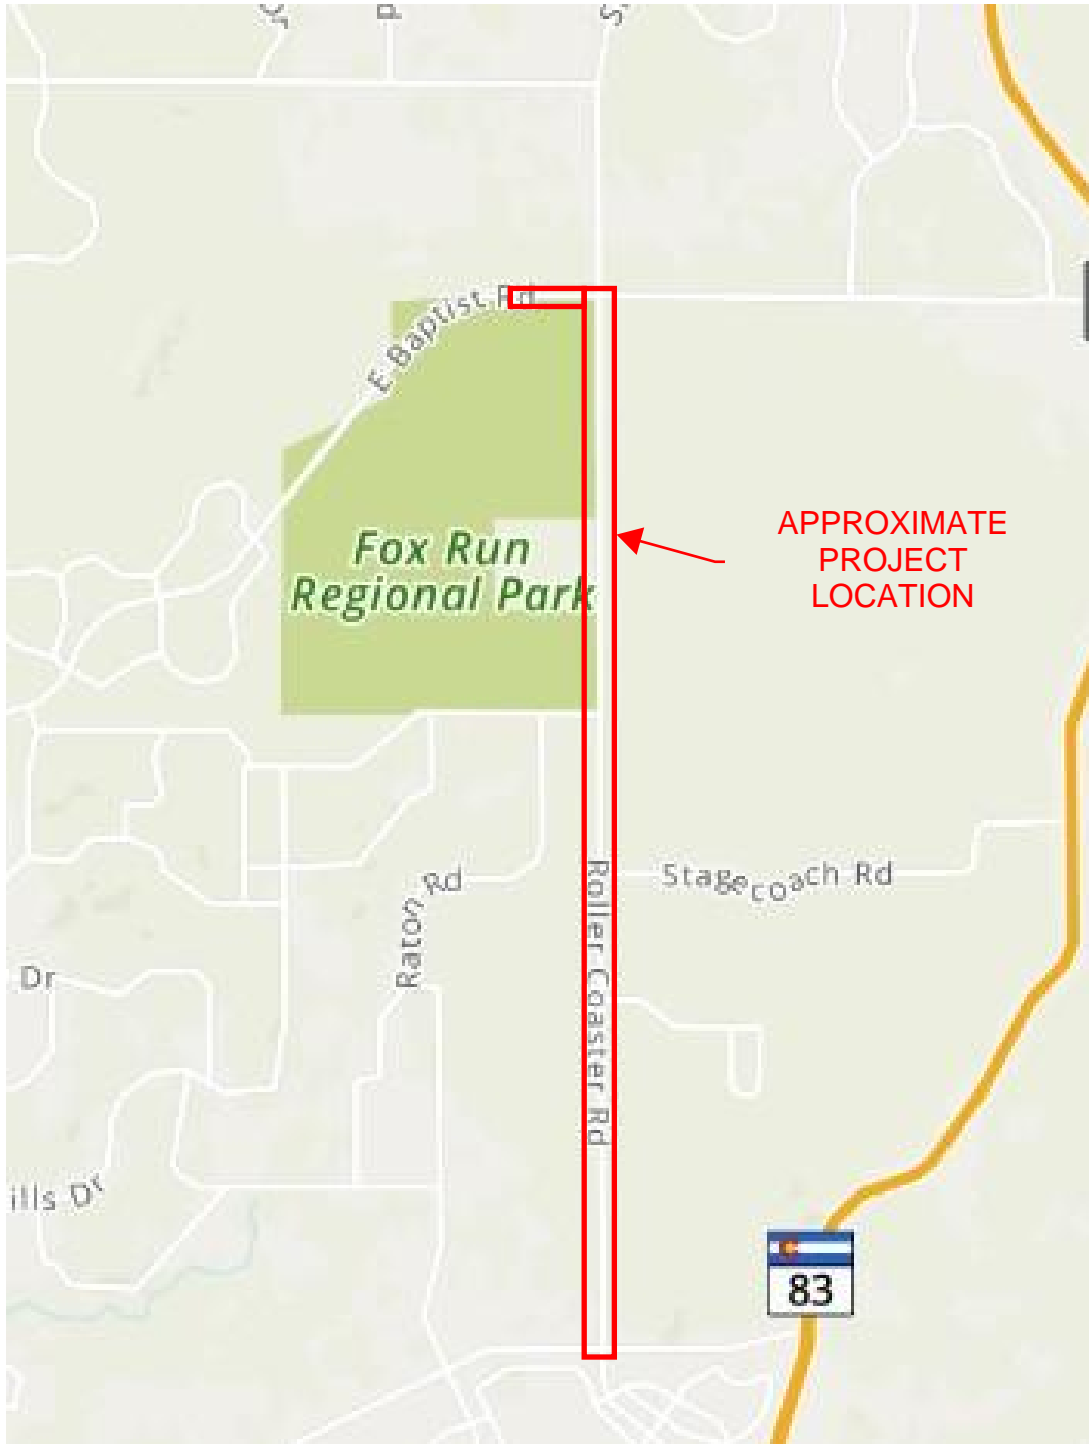 E Baptist Rd
Fox Run
Regional Park
APPROXIMATE
PROJECT
LOCATION
Stagecoach Rd
Raton Rd
Roller Coaster Rd
Dr
ills Dr
83